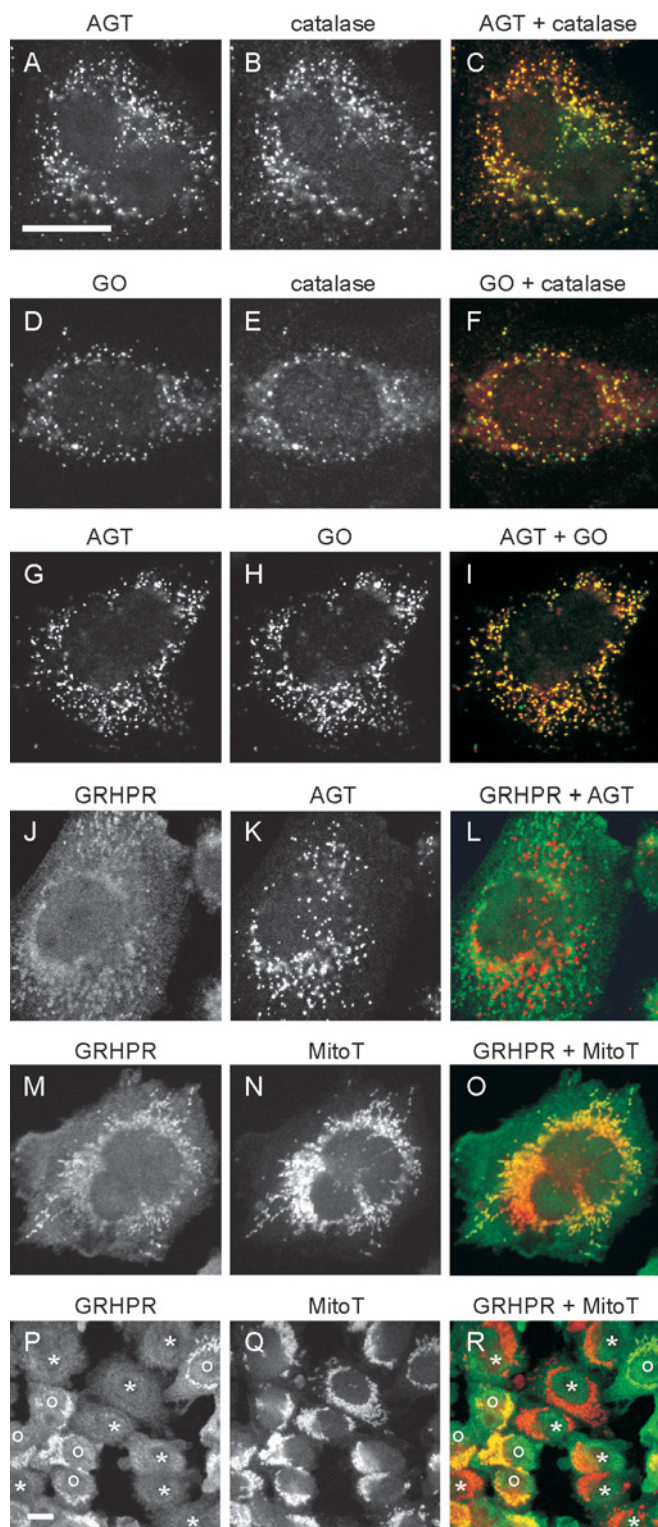 AGT catalase AGT + catalase
A B C
GO catalase GO + catalase
D E F
AGT GO AGT + GO
G H I
GRHPR AGT GRHPR + AGT
J K L
GRHPR MitoT GRHPR + MitoT
M N O
GRHPR MitoT GRHPR + MitoT
P Q R